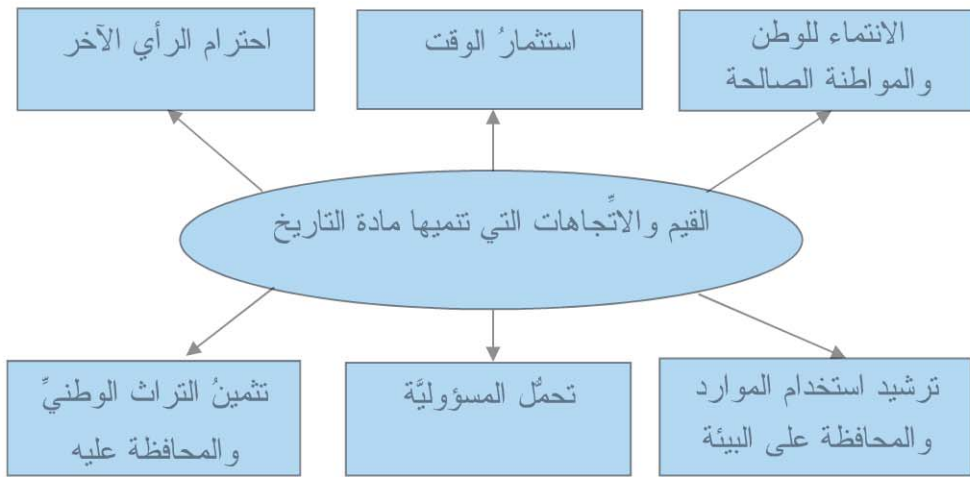 الانتماء للوطن
والمواطنة الصالحة
استثمارُ الوقت
احترام الرأي الآخر
القيم والاتِّجاهات التي تنميها مادة التاريخ
ترشيد استخدام الموارد
والمحافظة على البيئة
تحمُّل المسؤوليَّة
تثمينُ التراث الوطنيِّ
والمحافظة عليه